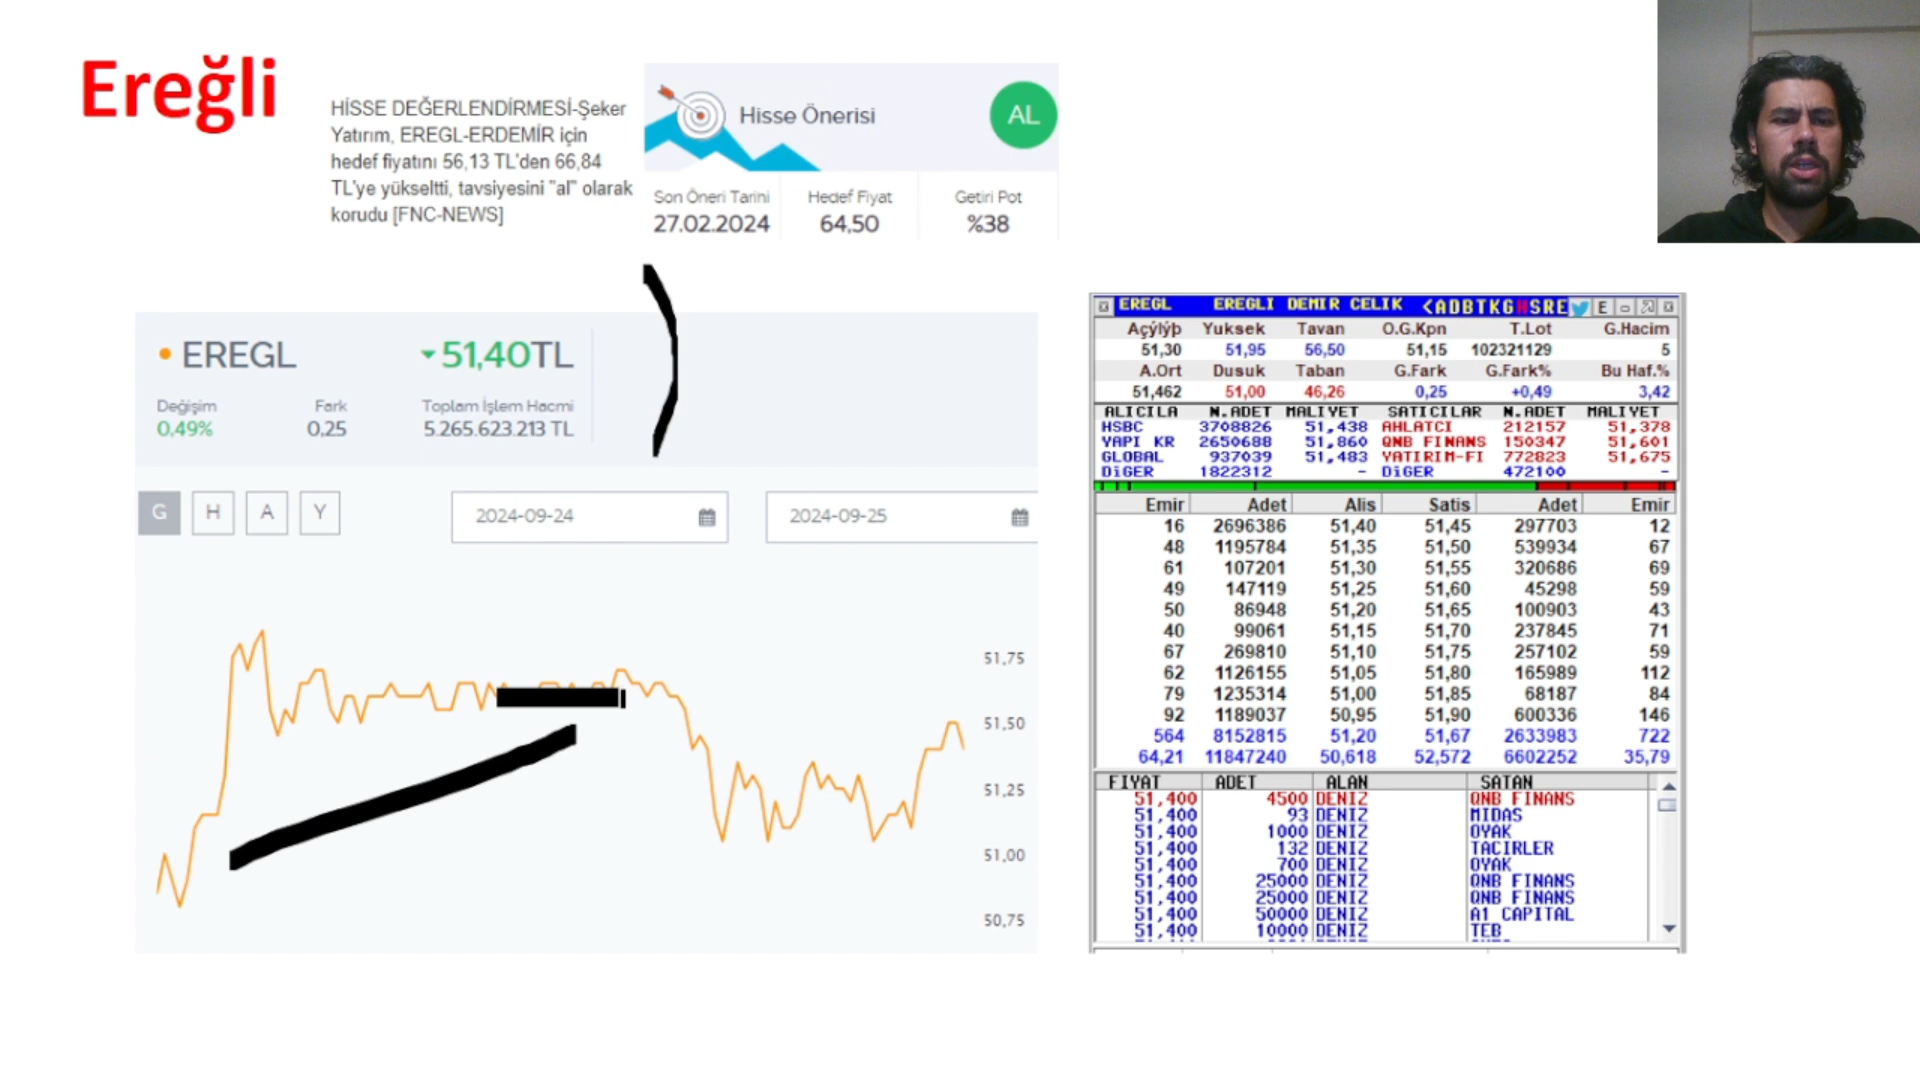 Ereğli
HİSSE DEĞERLENDİRMESİ-Şeker
Yatırım, EREGL-ERDEMİR için
hedef fiyatını 56,13 TL'den 66,84
TL'ye yükseltti, tavsiyesini "al" olarak
korudu [FNC-NEWS]
Hisse Önerisi AL
Son Öneri Tarihi Hedef Fiyat Getiri Pot
27.02.2024 64,50 %38
EREGL 51,40TL
Değişim Fark Toplam İşlem Hacmi
0,49% 0,25 5.265.623.213 TL
G H A Y 2024-09-24 2024-09-25
51,75
51,50
51,25
51,00
50,75
EREGL EREGLI DEMIR CELIK <ADBTKGHSRE E
Açýlýþ Yuksek Tavan O.G.Kpn T.Lot G.Hacim
51,30 51,95 56,50 51,15 102321129 5
A.Ort Dusuk Taban G.Fark G.Fark% Bu Haf.%
51,462 51,00 46,26 0,25 +0,49 3,42
ALICILA N.ADET MALIYET SATICILAR N.ADET MALIYET
HSBC 3708826 51,438 AHLATCI 212157 51,378
YAPI KR 2650688 51,860 QNB FINANS 150347 51,601
GLOBAL 937039 51,483 YATIRIM-FI 772823 51,675
DiGER 1822312 - DiGER 472100 -
Emir Adet Alis Satis Adet Emir
16 2696386 51,40 51,45 297703 12
48 1195784 51,35 51,50 539934 67
61 107201 51,30 51,55 320686 69
49 147119 51,25 51,60 45298 59
50 86948 51,20 51,65 100903 43
40 99061 51,15 51,70 237845 71
67 269810 51,10 51,75 257102 59
62 1126155 51,05 51,80 165989 112
79 1235314 51,00 51,85 68187 84
92 1189037 50,95 51,90 600336 146
564 8152815 51,20 51,67 2633983 722
64,21 11847240 50,618 52,572 6602252 35,79
FIYAT ADET ALAN SATAN
51,400 4500 DENIZ QNB FINANS
51,400 93 DENIZ MIDAS
51,400 1000 DENIZ OYAK
51,400 132 DENIZ TACIRLER
51,400 700 DENIZ OYAK
51,400 25000 DENIZ QNB FINANS
51,400 25000 DENIZ QNB FINANS
51,400 50000 DENIZ A1 CAPITAL
51,400 10000 DENIZ TEB